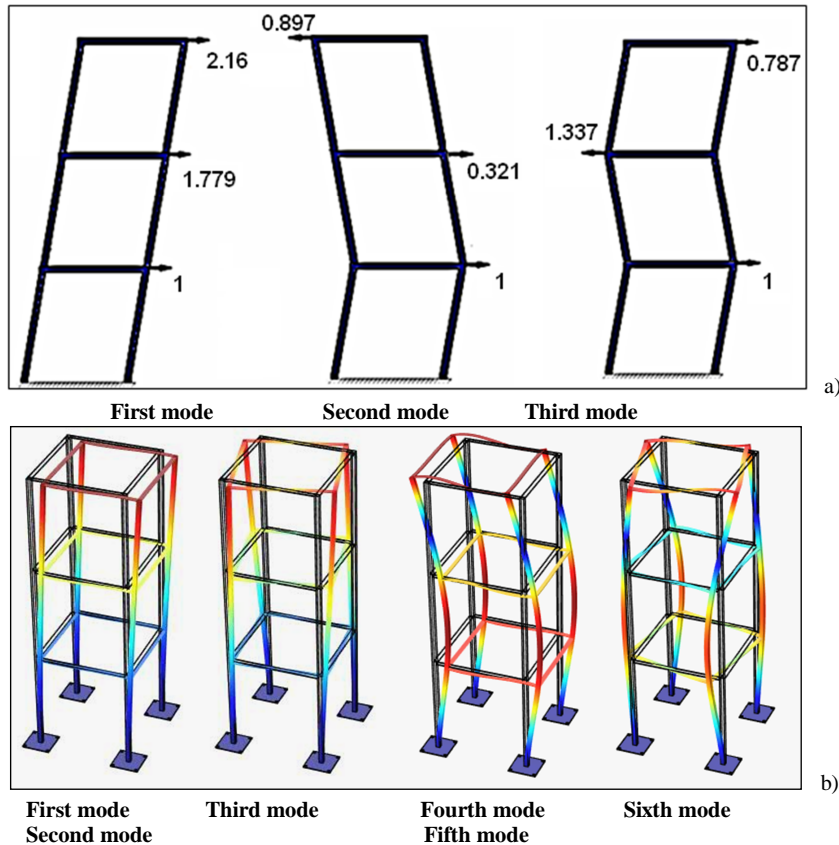 0.897
2.16
0.787
1.337
1.779
0.321
1
1
1
a)
First mode Second mode Third mode
b)
First mode Third mode Fourth mode Sixth mode
Second mode Fifth mode